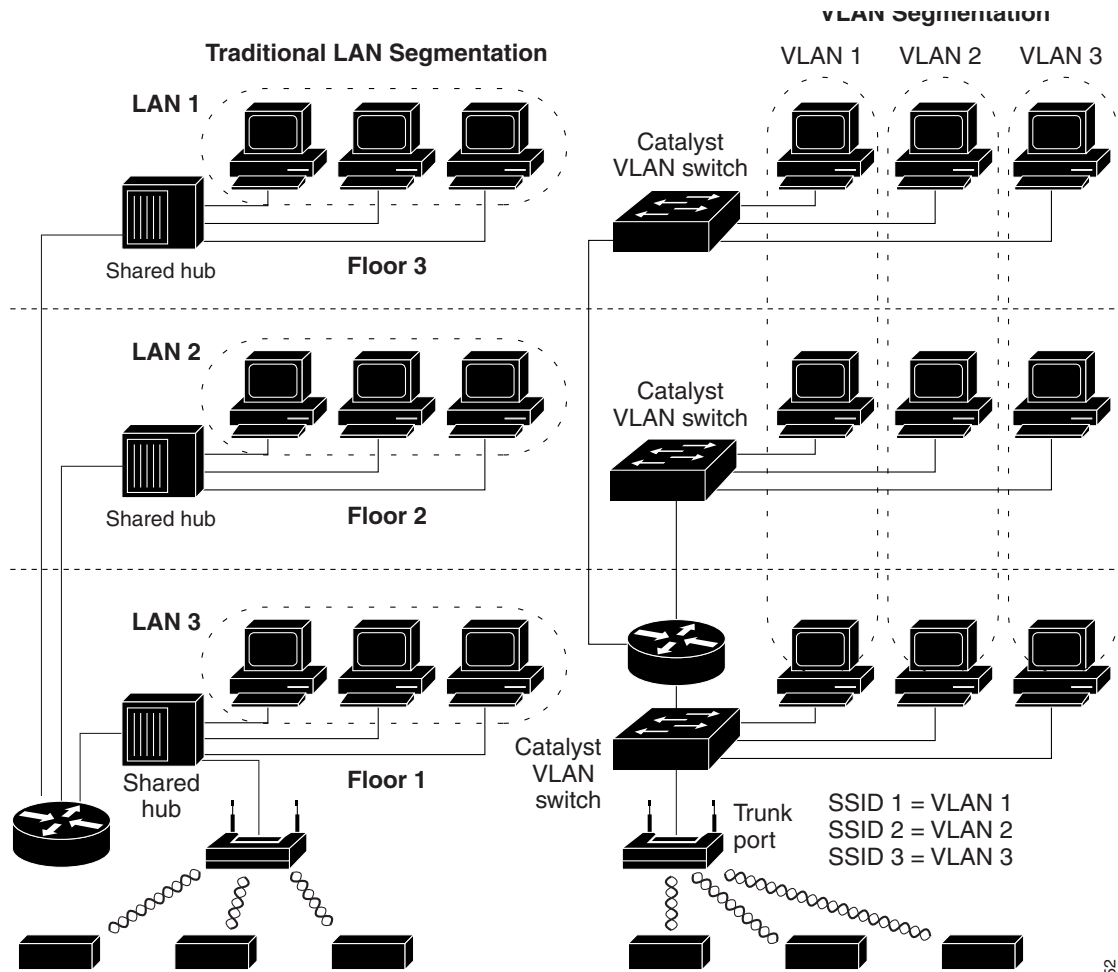 VLAN Segmentation
Traditional LAN Segmentation
VLAN 1
VLAN 2
VLAN 3
LAN 1
Catalyst
VLAN switch
Shared hub
Floor 3
LAN 2
Catalyst
VLAN switch
Shared hub
Floor 2
LAN 3
Shared
hub
Floor 1
Catalyst
VLAN
switch
Trunk
port
SSID 1 = VLAN 1
SSID 2 = VLAN 2
SSID 3 = VLAN 3